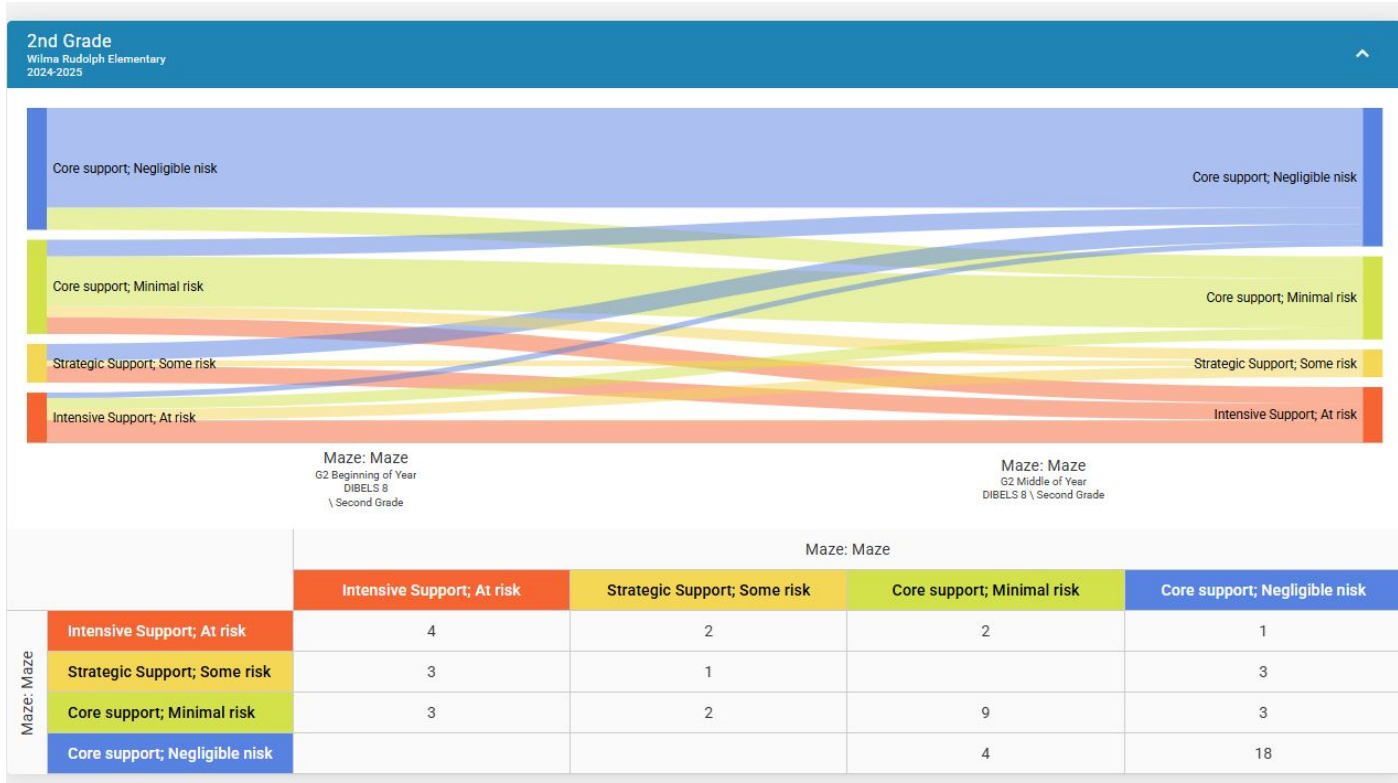 2nd Grade
Wilma Rudolph Elementary
2024-2025
Core support; Negligible nisk
Core support; Negligible nisk
Core support; Minimal risk
Core support; Minimal risk
Strategic Support; Some risk
Strategic Support; Some risk
Intensive Support; At risk
Intensive Support; At risk
Maze: Maze
G2 Beginning of Year
DIBELS 8
\ Second Grade
Maze: Maze
G2 Middle of Year
DIBELS 8 \ Second Grade
Maze: Maze
Intensive Support; At risk Strategic Support; Some risk Core support; Minimal risk Core support; Negligible nisk
Maze: Maze
Intensive Support; At risk 4 2 2 1
Strategic Support; Some risk 3 1 3
Core support; Minimal risk 3 2 9 3
Core support; Negligible nisk 4 18